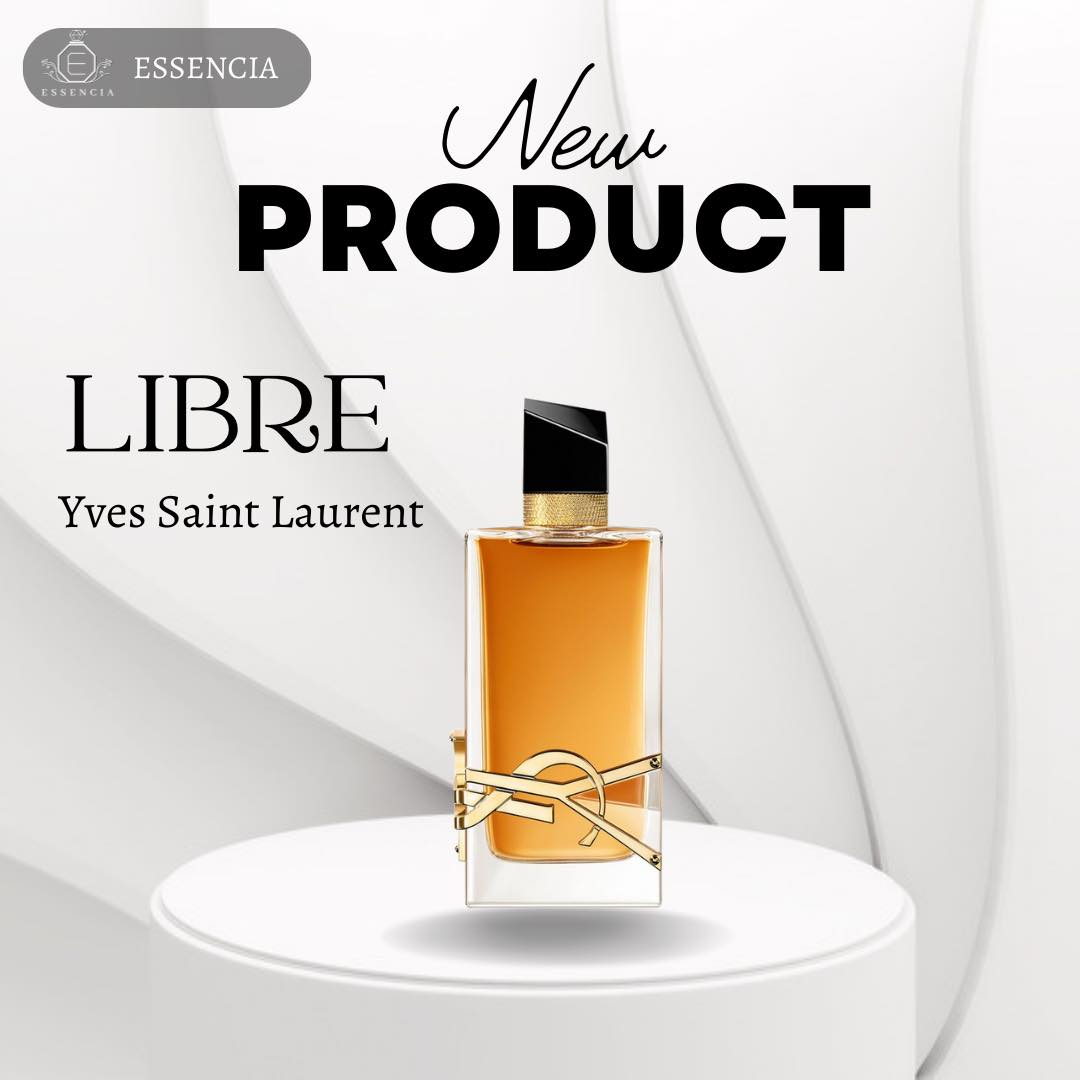 ESSENCIA
E
ESSENCIA
New
PRODUCT
LIBRE
Yves Saint Laurent